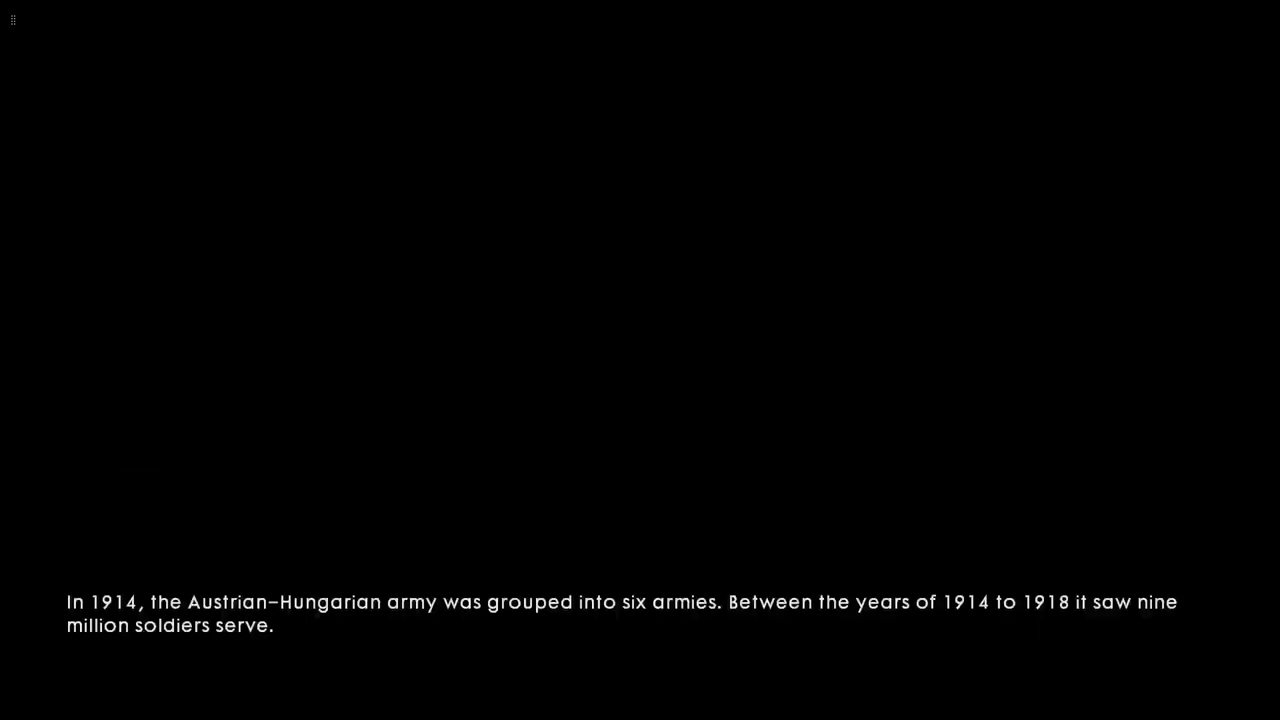 In 1914, the Austrian-Hungarian army was grouped into six armies. Between the years of 1914 to 1918 it saw nine
million soldiers serve.